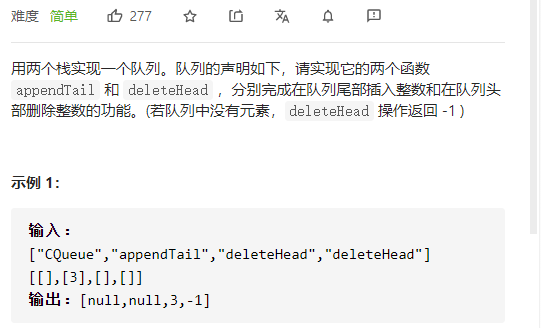 难度 简单 277
用两个栈实现一个队列。队列的声明如下，请实现它的两个函数
appendTail 和 deleteHead ，分别完成在队列尾部插入整数和在队列头
部删除整数的功能。(若队列中没有元素，deleteHead 操作返回 -1 )
示例 1：
输入：
["CQueue","appendTail","deleteHead","deleteHead"]
[[],[3],[],[]]
输出：[null,null,3,-1]